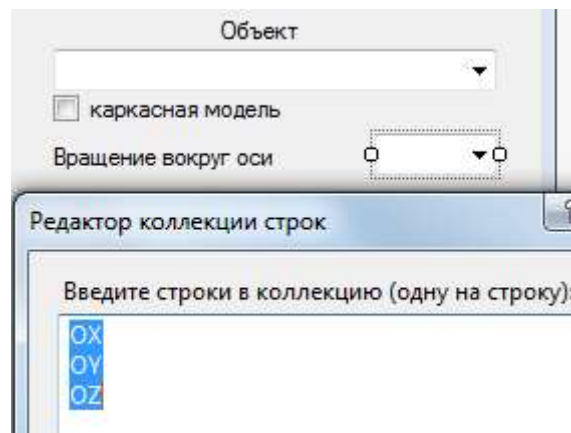 Объект
каркасная модель
Вращение вокруг оси
Редактор коллекции строк
Введите строки в коллекцию (одну на строку):
OX
OY
OZ